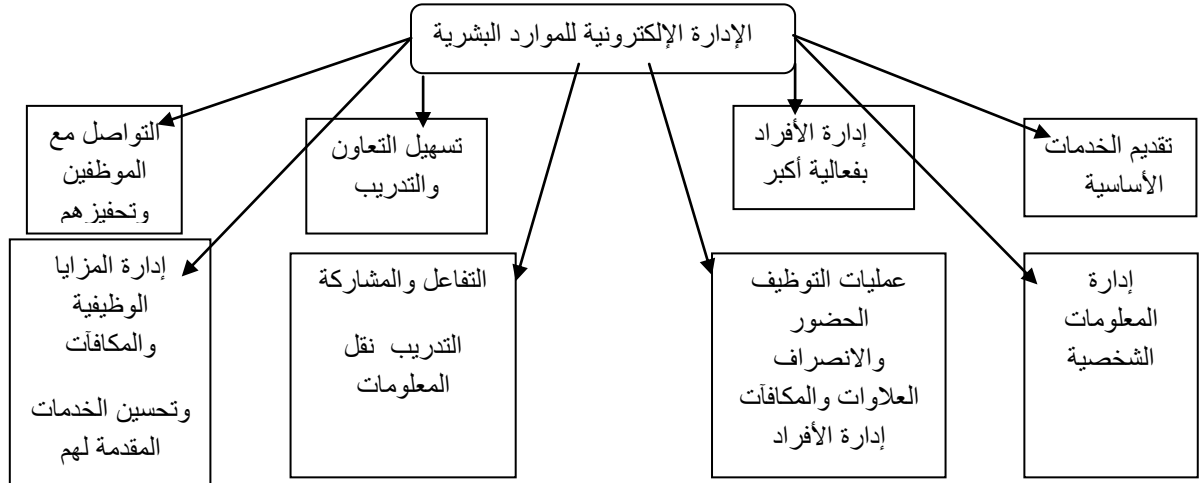 الإدارة الإلكترونية للموارد البشرية
تقديم الخدمات
الأساسية
إدارة الأفراد
بفعالية أكبر
تسهيل التعاون
والتدريب
التواصل مع
الموظفين
وتحفيزهم
إدارة
المعلومات
الشخصية
عمليات التوظيف
الحضور
والانصراف
العلاوات والمكافآت
إدارة الأفراد
التفاعل والمشاركة
التدريب نقل
المعلومات
إدارة المزايا
الوظيفية
والمكافآت
وتحسين الخدمات
المقدمة لهم